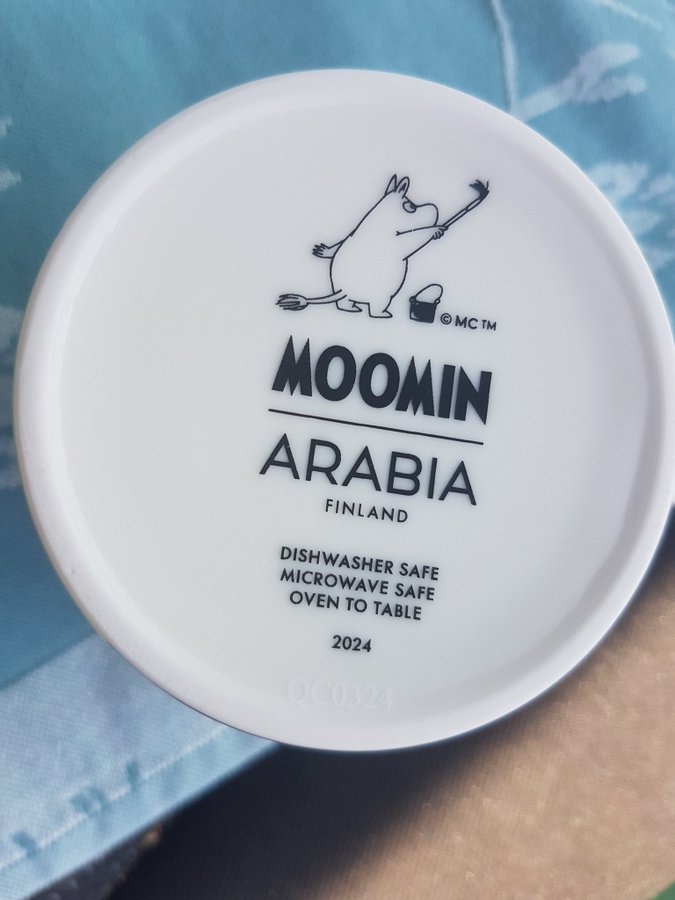 © MC ™
MOOMIN
ARABIA
FINLAND
DISHWASHER SAFE
MICROWAVE SAFE
OVEN TO TABLE
2024
QC0324